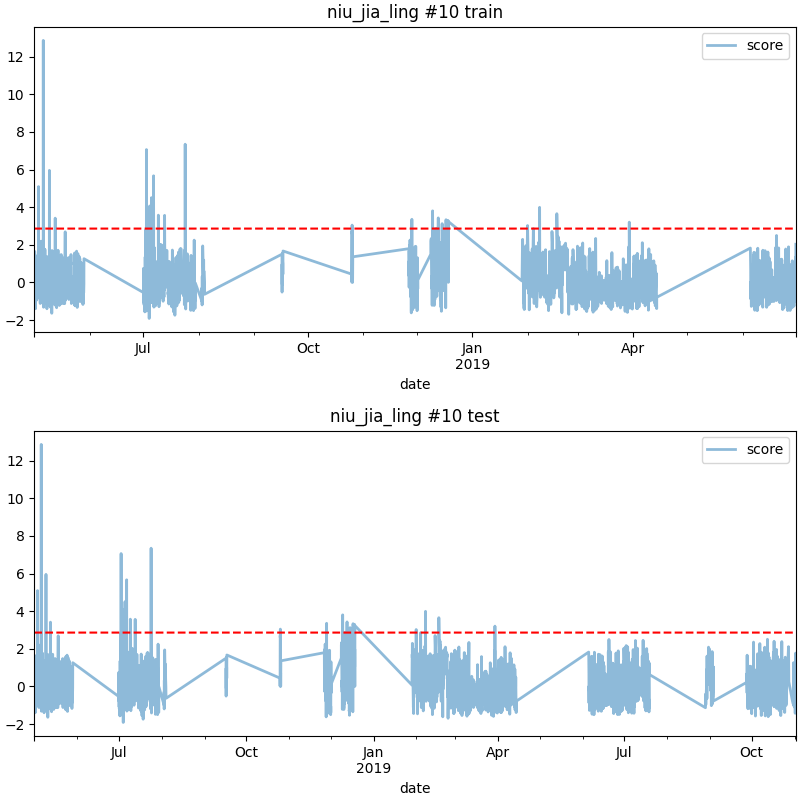 niu_jia_ling #10 train
score
12
10
8
6
4
2
0
−2
Jul
Oct
Jan
2019
Apr
date
niu_jia_ling #10 test
score
12
10
8
6
4
2
0
−2
Jul
Oct
Jan
2019
Apr
Jul
Oct
date